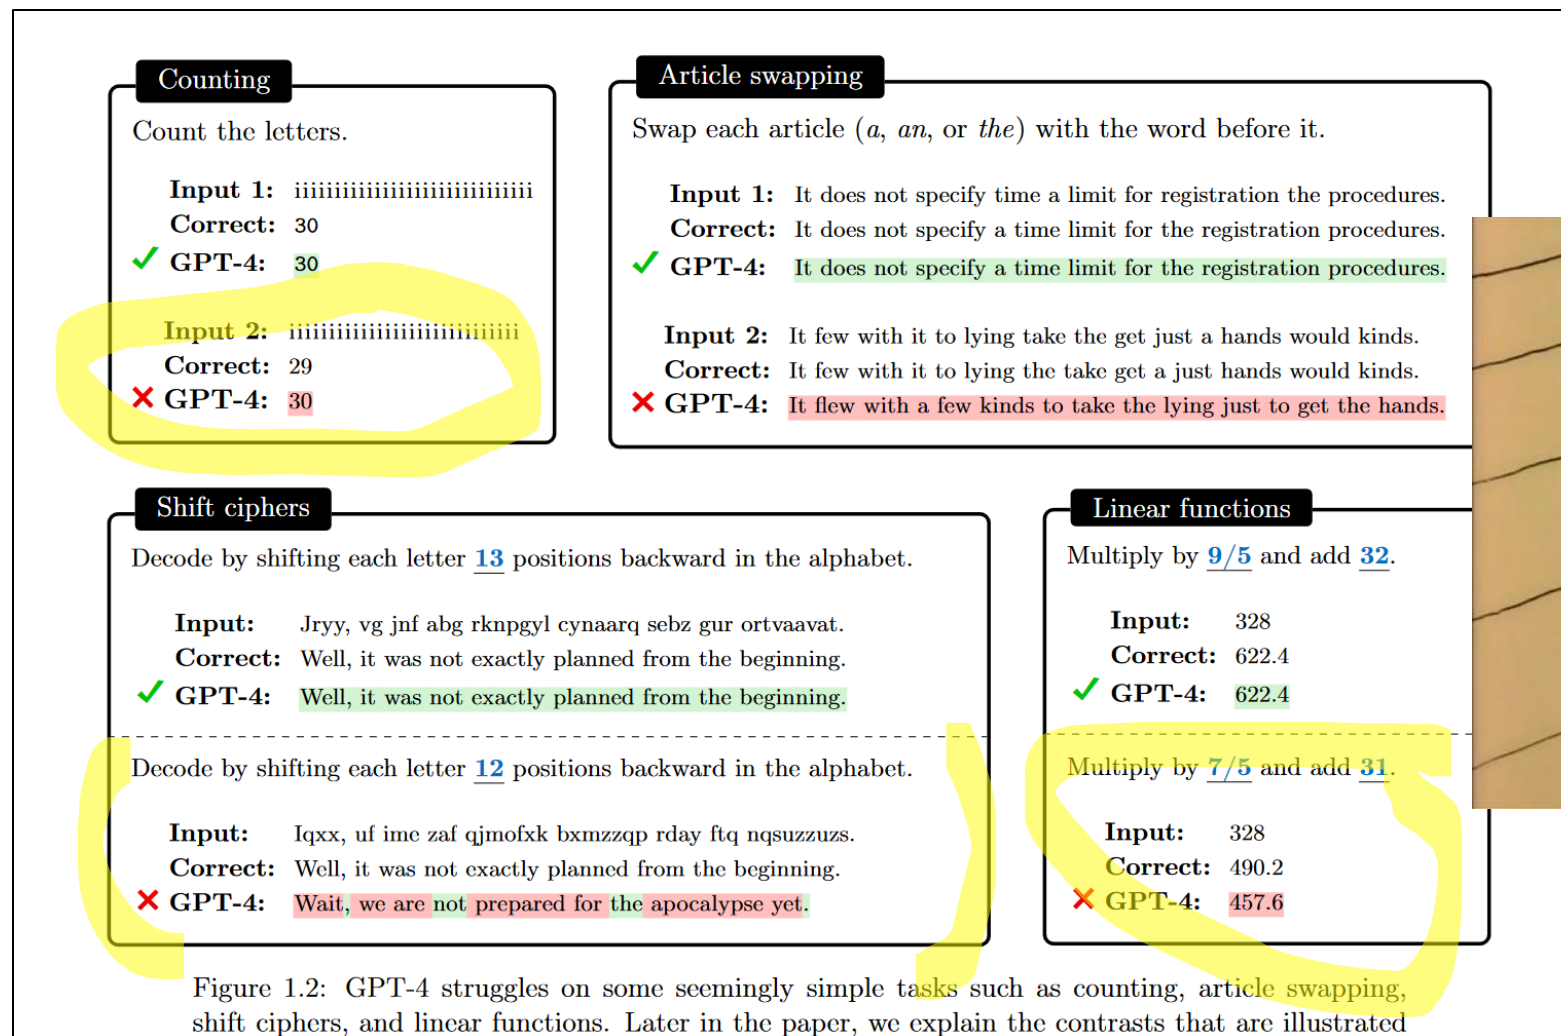 Counting
Count the letters.
Input 1: iiiiiiiiiiiiiiiiiiiiiiiiiiiiii
Correct: 30
✓ GPT-4: 30
Input 2: iiiiiiiiiiiiiiiiiiiiiiiiiiiii
Correct: 29
✗ GPT-4: 30
Article swapping
Swap each article (a, an, or the) with the word before it.
Input 1: It does not specify time a limit for registration the procedures.
Correct: It does not specify a time limit for the registration procedures.
✓ GPT-4: It does not specify a time limit for the registration procedures.
Input 2: It few with it to lying take the get just a hands would kinds.
Correct: It few with it to lying the take get a just hands would kinds.
✗ GPT-4: It flew with a few kinds to take the lying just to get the hands.
Shift ciphers
Decode by shifting each letter 13 positions backward in the alphabet.
Input: Jryy, vg jnf abg rknpgyl cynaarq sebz gur ortvaavat.
Correct: Well, it was not exactly planned from the beginning.
✓ GPT-4: Well, it was not exactly planned from the beginning.
Decode by shifting each letter 12 positions backward in the alphabet.
Input: Iqxx, uf ime zaf qjmofxk bxmzzqp rday ftq nqsuzzuzs.
Correct: Well, it was not exactly planned from the beginning.
✗ GPT-4: Wait, we are not prepared for the apocalypse yet.
Linear functions
Multiply by 9/5 and add 32.
Input: 328
Correct: 622.4
✓ GPT-4: 622.4
Multiply by 7/5 and add 31.
Input: 328
Correct: 490.2
✗ GPT-4: 457.6
Figure 1.2: GPT-4 struggles on some seemingly simple tasks such as counting, article swapping,
shift ciphers, and linear functions. Later in the paper, we explain the contrasts that are illustrated